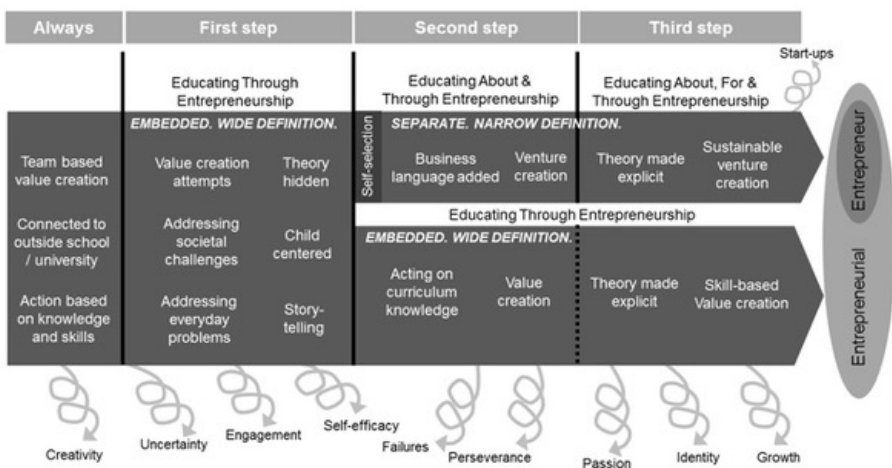 Always
First step
Second step
Third step
Start-ups
Educating Through
Entrepreneurship
Educating About &
Through Entrepreneurship
Educating About, For &
Through Entrepreneurship
EMBEDDED. WIDE DEFINITION.
SEPARATE. NARROW DEFINITION.
Self-selection
Team based
value creation
Value creation
attempts
Theory
hidden
Business
language added
Venture
creation
Theory made
explicit
Sustainable
venture
creation
Entrepreneur
Educating Through Entrepreneurship
EMBEDDED. WIDE DEFINITION.
Connected to
outside school
/ university
Addressing
societal
challenges
Child
centered
Acting on
curriculum
knowledge
Value
creation
Theory made
explicit
Skill-based
Value creation
Entrepreneurial
Action based
on knowledge
and skills
Addressing
everyday
problems
Story-
telling
Creativity
Uncertainty
Engagement
Self-efficacy
Failures
Perseverance
Passion
Identity
Growth